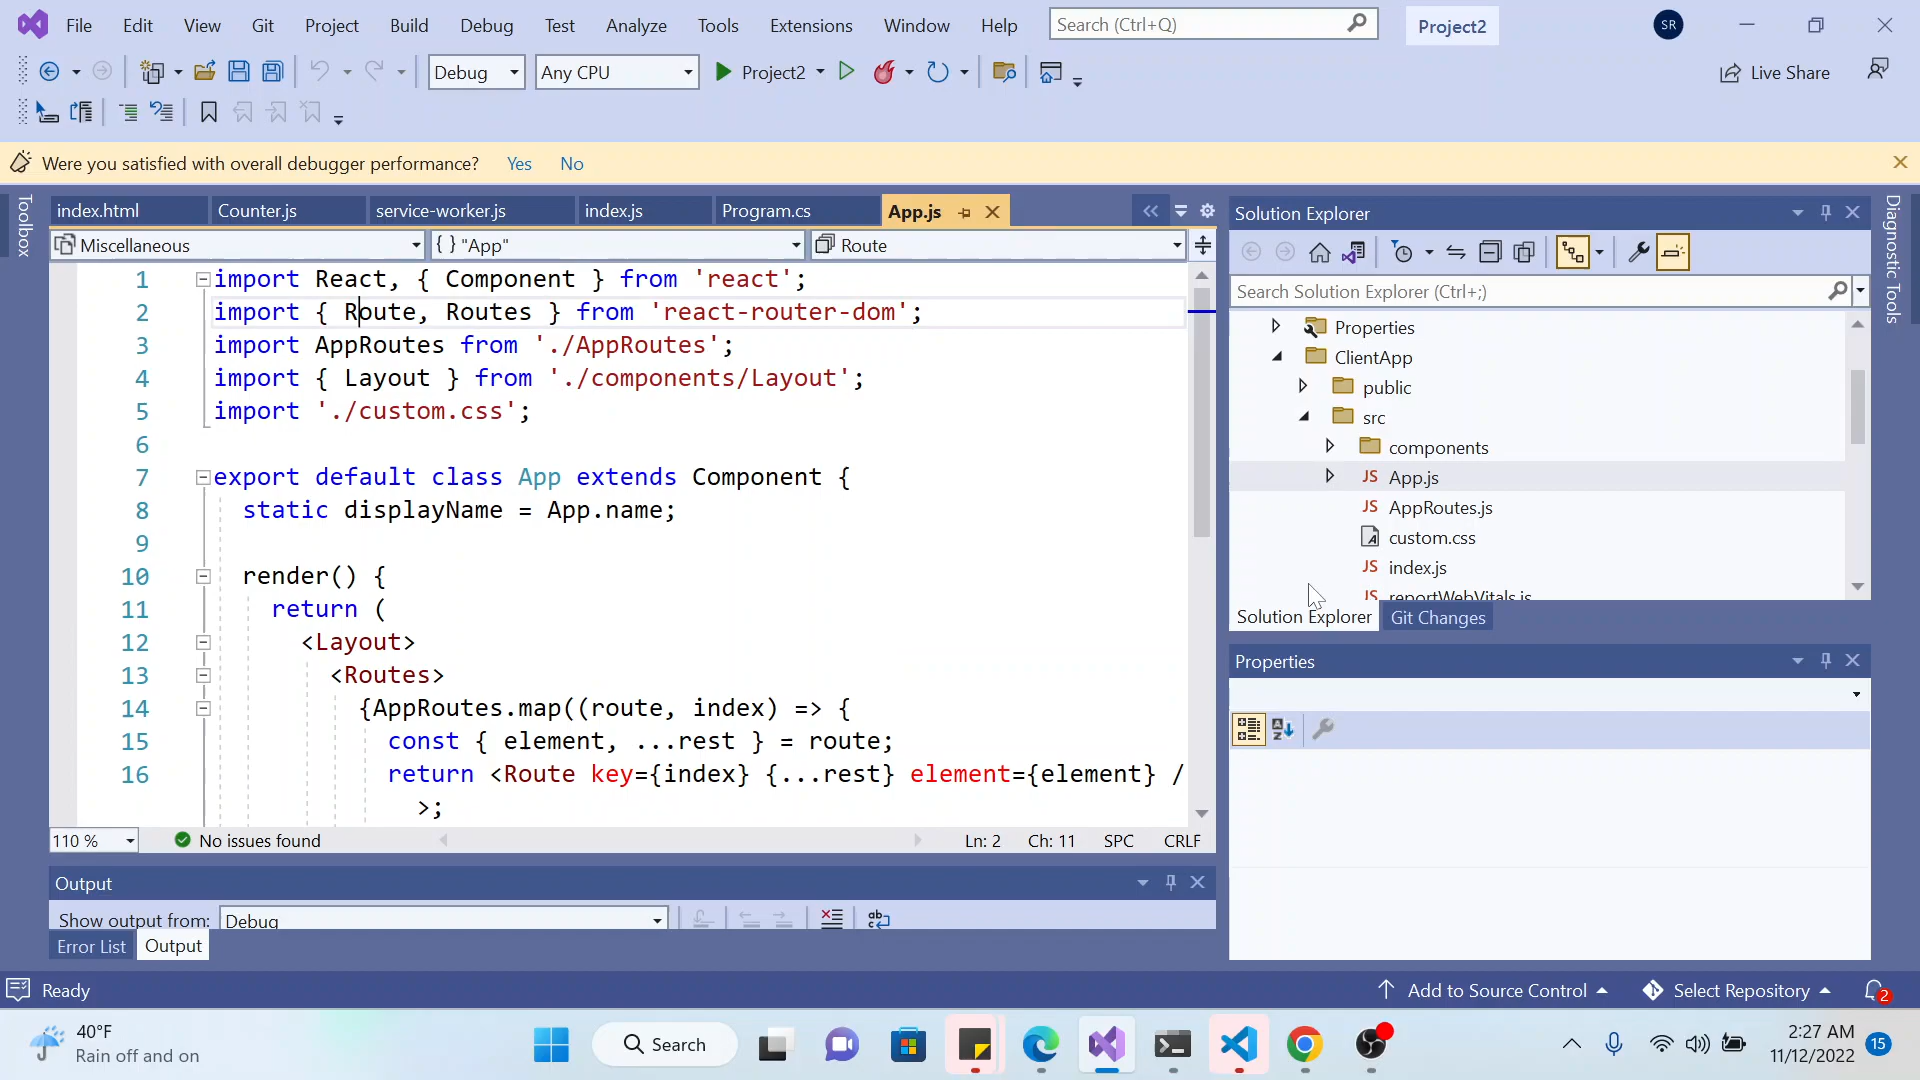 File Edit View Git Project Build Debug Test Analyze Tools Extensions Window Help Search (Ctrl+Q) Project2 SR
Debug Any CPU Project2 Live Share
Were you satisfied with overall debugger performance? Yes No
Toolbox
index.html Counter.js service-worker.js index.js Program.cs App.js
Miscellaneous { } "App" Route
1 import React, { Component } from 'react';
2 import { Route, Routes } from 'react-router-dom';
3 import AppRoutes from './AppRoutes';
4 import { Layout } from './components/Layout';
5 import './custom.css';
6
7 export default class App extends Component {
8 static displayName = App.name;
9
10 render() {
11 return (
12 <Layout>
13 <Routes>
14 {AppRoutes.map((route, index) => {
15 const { element, ...rest } = route;
16 return <Route key={index} {...rest} element={element} /
>;
110 % No issues found Ln: 2 Ch: 11 SPC CRLF
Output
Show output from: Debug
Error List Output
Solution Explorer
Search Solution Explorer (Ctrl+;)
Properties
ClientApp
public
src
components
JS App.js
JS AppRoutes.js
custom.css
JS index.js
JS reportWebVitals.js
Solution Explorer Git Changes
Properties
Diagnostic Tools
Ready Add to Source Control Select Repository 2
40°F
Rain off and on
Search
2:27 AM
11/12/2022
15